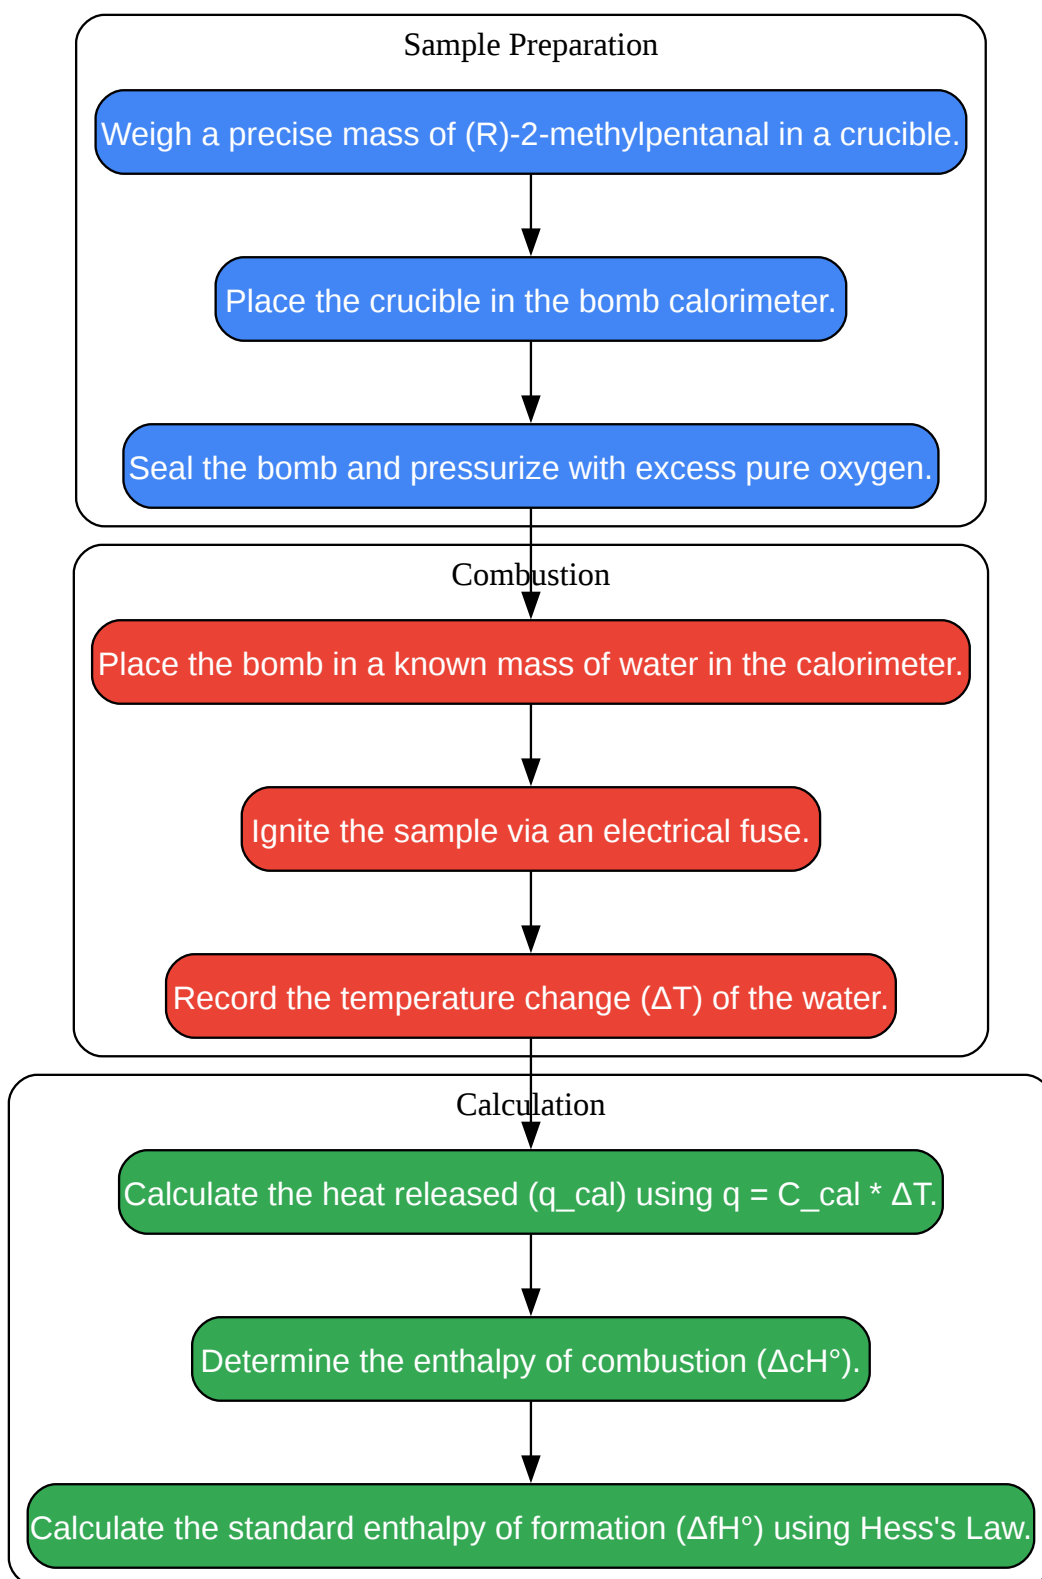 Sample Preparation
Weigh a precise mass of (R)-2-methylpentanal in a crucible.
Place the crucible in the bomb calorimeter.
Seal the bomb and pressurize with excess pure oxygen.
Combustion
Place the bomb in a known mass of water in the calorimeter.
Ignite the sample via an electrical fuse.
Record the temperature change (ΔT) of the water.
Calculation
Calculate the heat released (q_cal) using q = C_cal * ΔT.
Determine the enthalpy of combustion (ΔcH°).
Calculate the standard enthalpy of formation (ΔfH°) using Hess's Law.